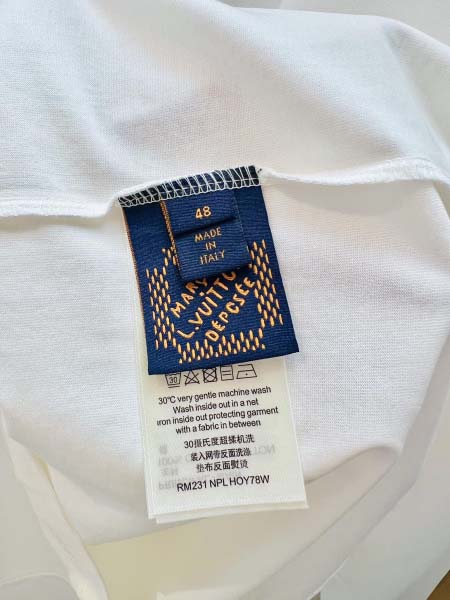 48
MADE
IN
ITALY
L.VUITTO
DÉPOSÉE
30
30℃ very gentle machine wash
Wash inside out in a net
iron inside out protecting garment
with a fabric in between
30摄氏度超揉机洗
装入网带反面洗涤
垫布反面熨烫
RM231 NPL HOY78W